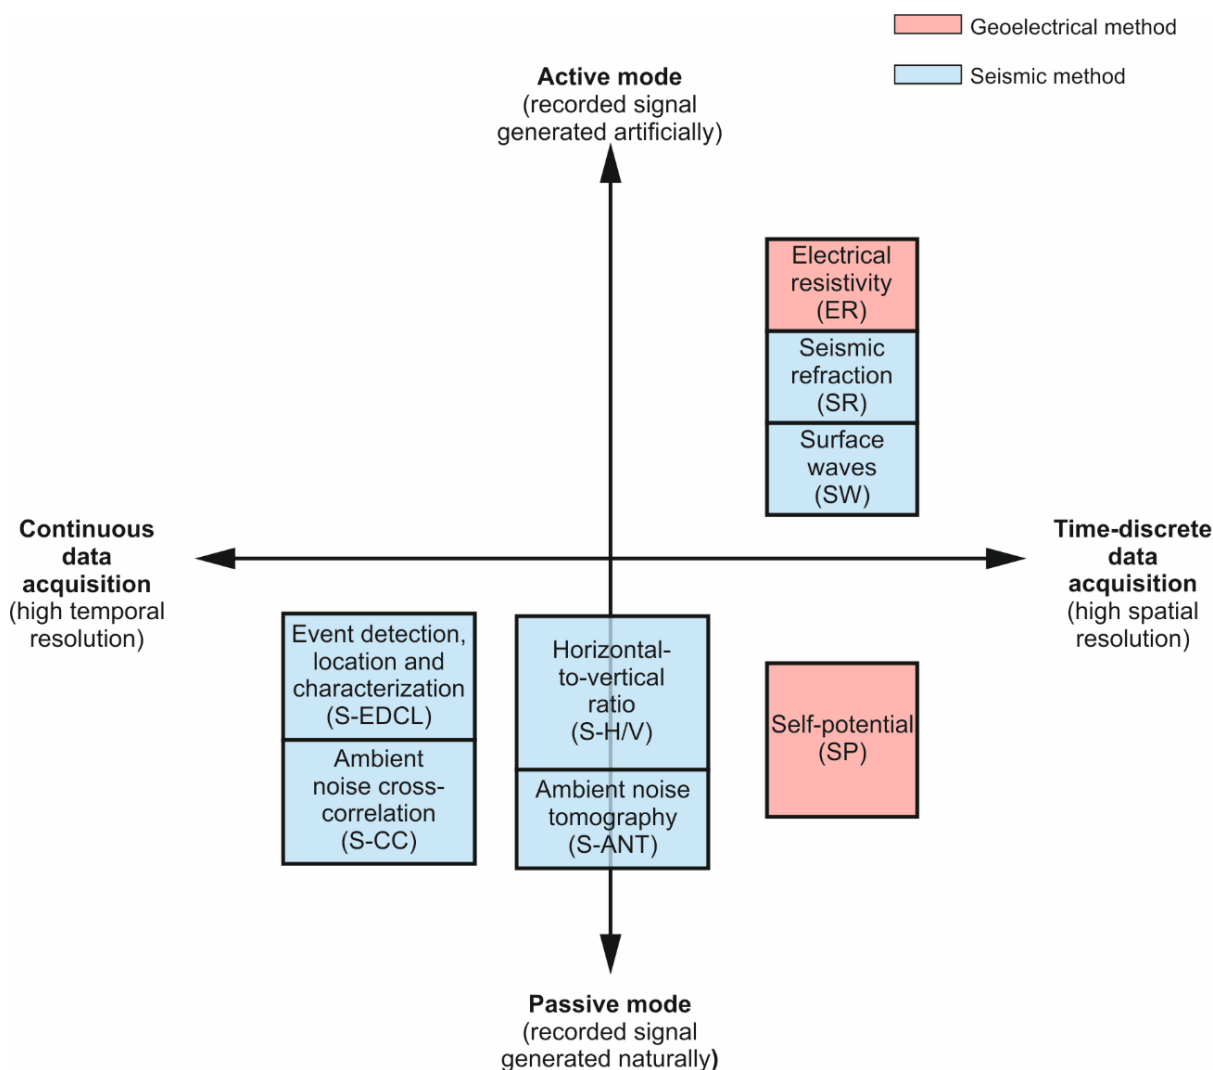 Geoelectrical method
Seismic method
Active mode
(recorded signal
generated artificially)
Electrical
resistivity
(ER)
Seismic
refraction
(SR)
Surface
waves
(SW)
Continuous
data
acquisition
(high temporal
resolution)
Time-discrete
data
acquisition
(high spatial
resolution)
Event detection,
location and
characterization
(S-EDCL)
Ambient
noise cross-
correlation
(S-CC)
Horizontal-
to-vertical
ratio
(S-H/V)
Ambient noise
tomography
(S-ANT)
Self-potential
(SP)
Passive mode
(recorded signal
generated naturally)